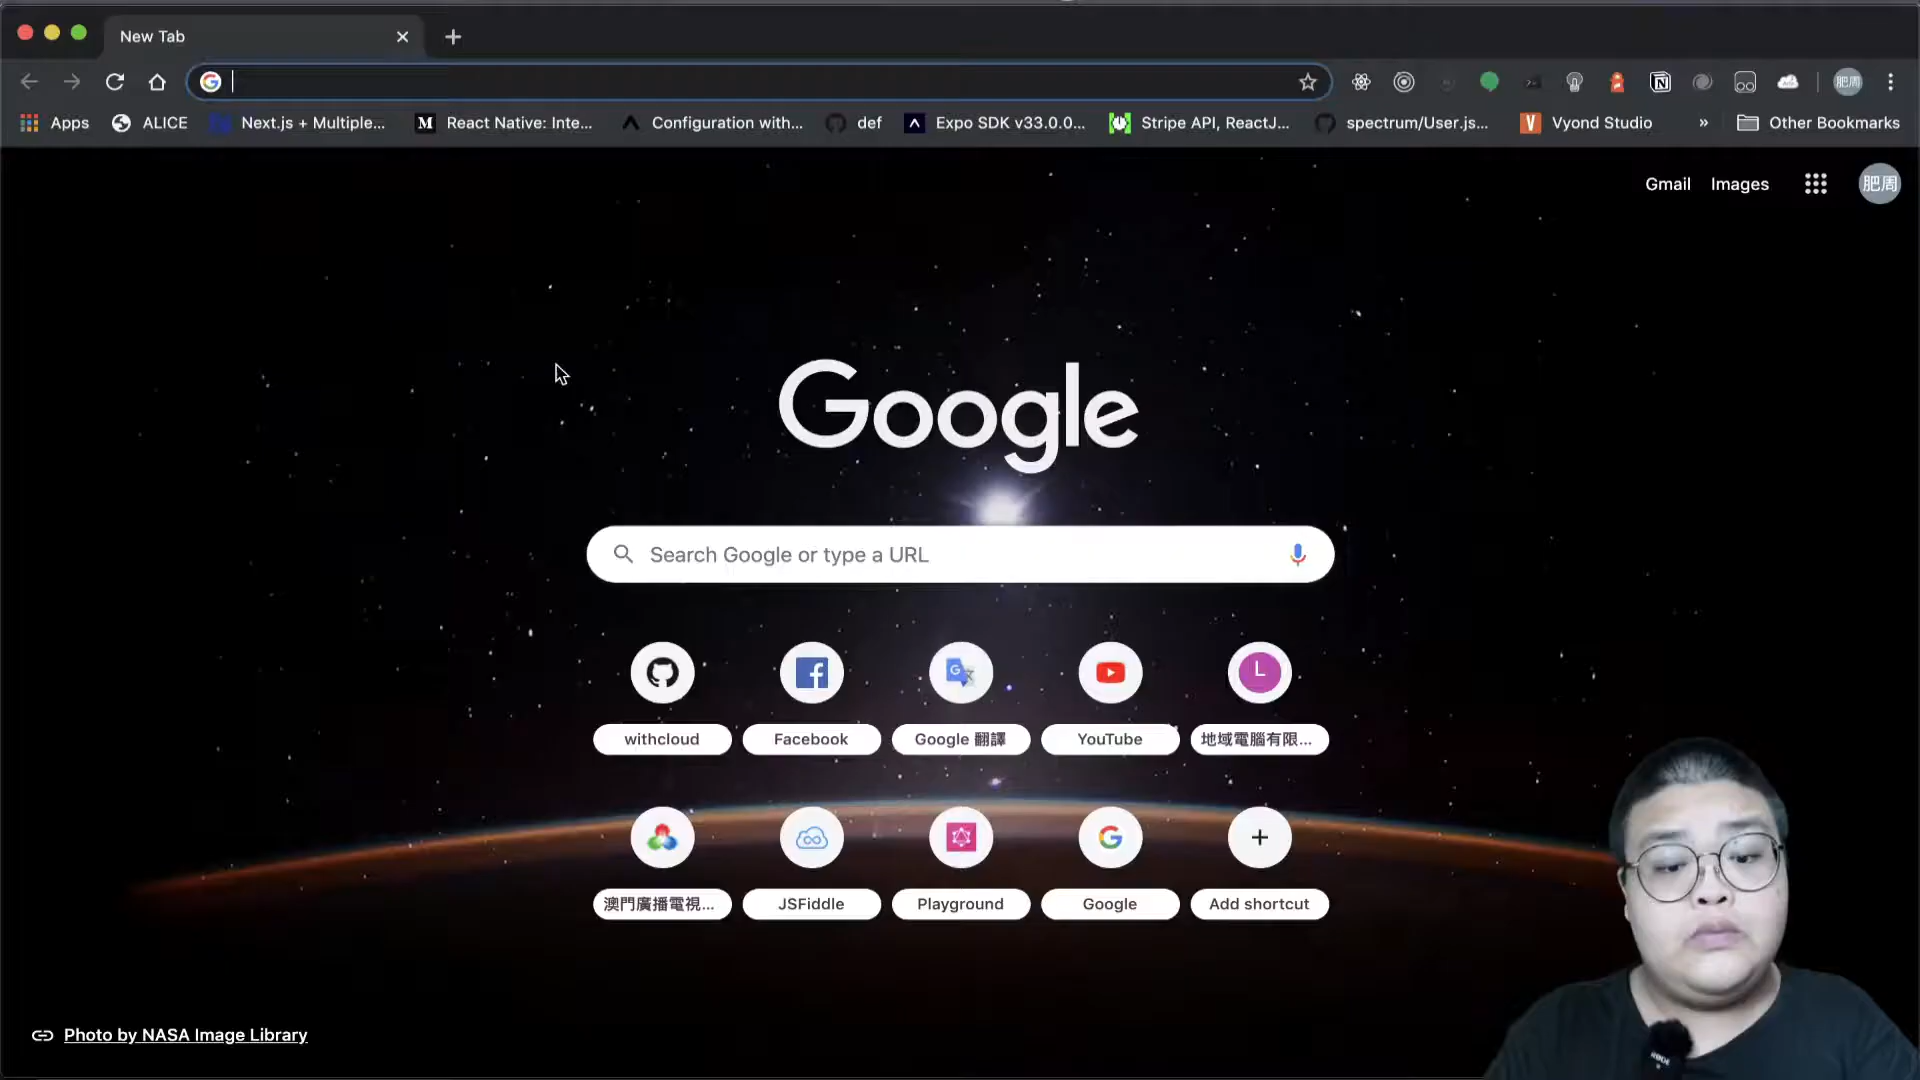 New Tab
Apps
ALICE
Next.js + Multiple...
M
React Native: Inte...
Configuration with...
def
Expo SDK v33.0.0...
Stripe API, ReactJ...
spectrum/User.js...
V
Vyond Studio
»
Other Bookmarks
肥周
Gmail
Images
肥周
Google
Search Google or type a URL
L
withcloud
Facebook
Google 翻譯
YouTube
地域電腦有限...
澳門廣播電視...
JSFiddle
Playground
Google
Add shortcut
Photo by NASA Image Library
RODE